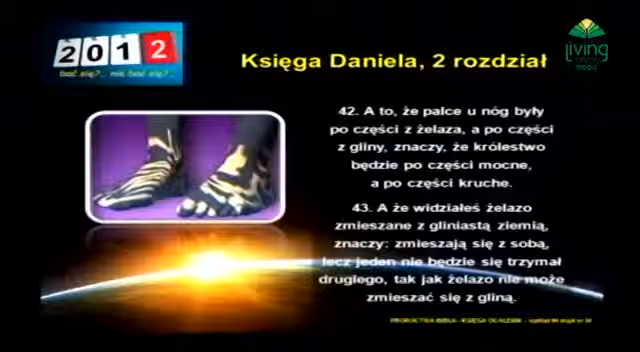 2012
bać się?.. nie bać się?..
Księga Daniela, 2 rozdział
Living
42. A to, że palce u nóg były
po części z żelaza, a po części
z gliny, znaczy, że królestwo
będzie po części mocne,
a po części kruche.
43. A że widziałeś żelazo
zmieszane z gliniastą ziemią,
znaczy: zmieszają się z sobą,
lecz jeden nie będzie się trzymał
drugiego, tak jak żelazo nie może
zmieszać się z gliną.